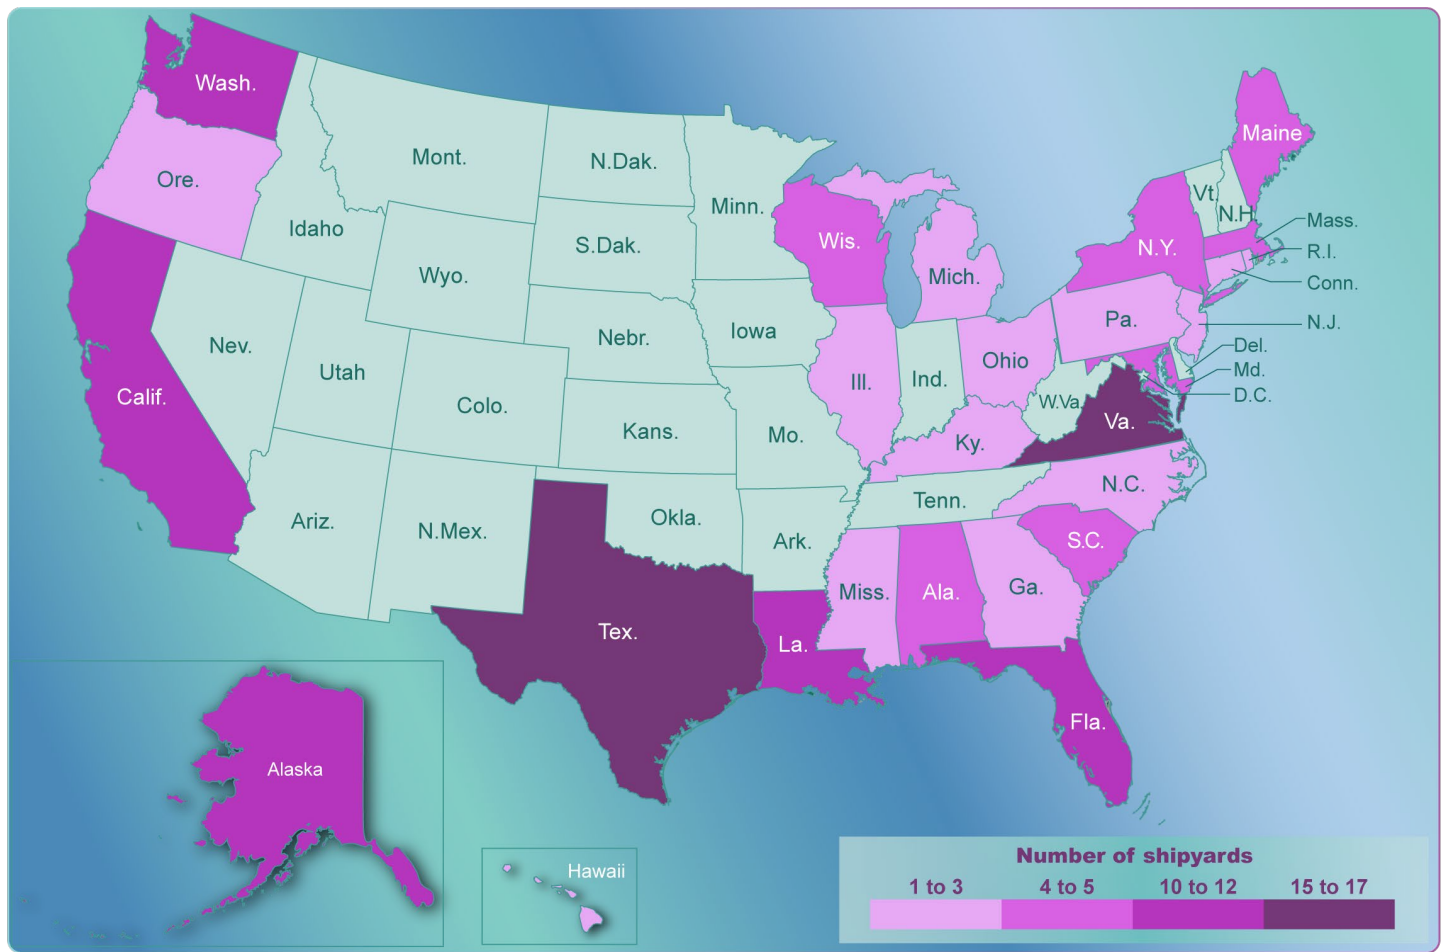 Wash.
Ore.
Calif.
Idaho
Nev.
Mont.
Wyo.
Utah
Ariz.
Colo.
N.Mex.
N.Dak.
S.Dak.
Nebr.
Kans.
Okla.
Tex.
Minn.
Iowa
Mo.
Ark.
La.
Wis.
Ill.
Mich.
Ind.
Ohio
Ky.
Tenn.
Miss.
Ala.
Ga.
Fla.
S.C.
N.C.
Va.
W.Va.
Pa.
N.Y.
Vt.
N.H.
Maine
Mass.
R.I.
Conn.
N.J.
Del.
Md.
D.C.
Alaska
Hawaii
Number of shipyards
1 to 3 4 to 5 10 to 12 15 to 17